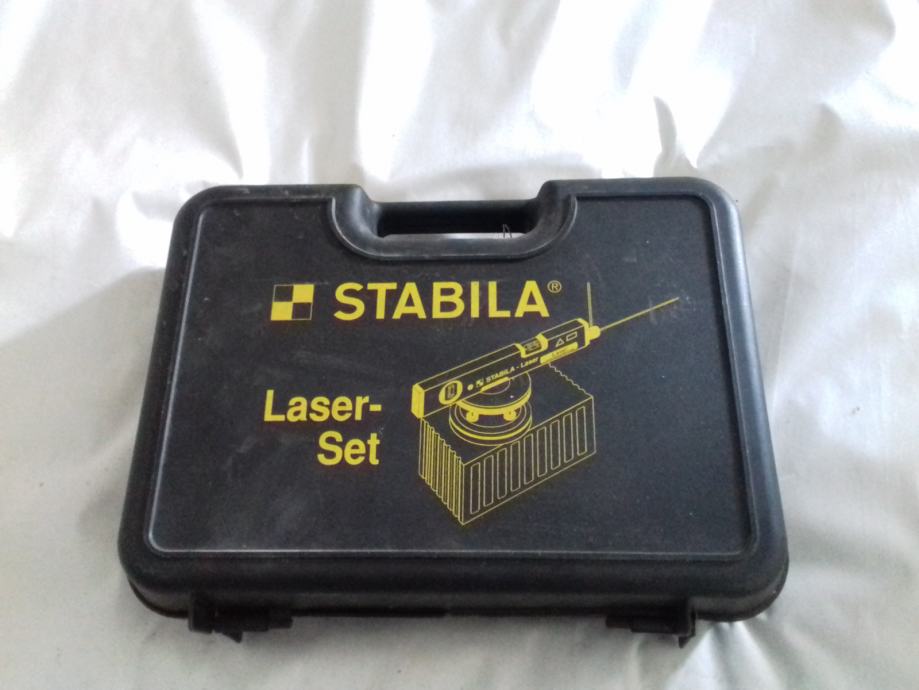 STABILA®
STABILA - Laser
Laser-
Set